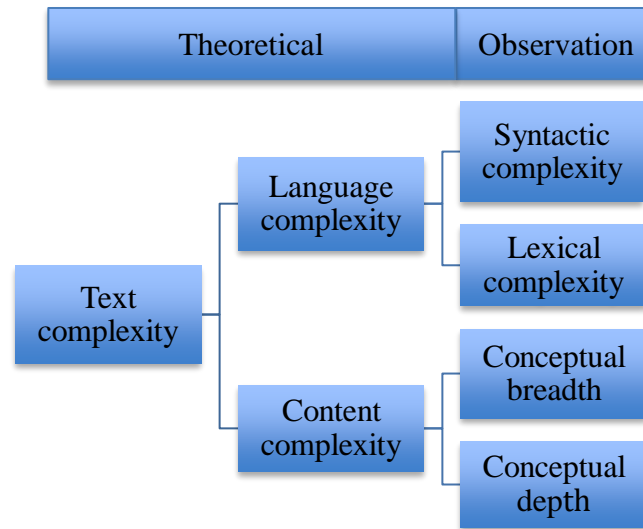 Theoretical
Observation
Syntactic
complexity
Language
complexity
Lexical
complexity
Text
complexity
Conceptual
breadth
Content
complexity
Conceptual
depth